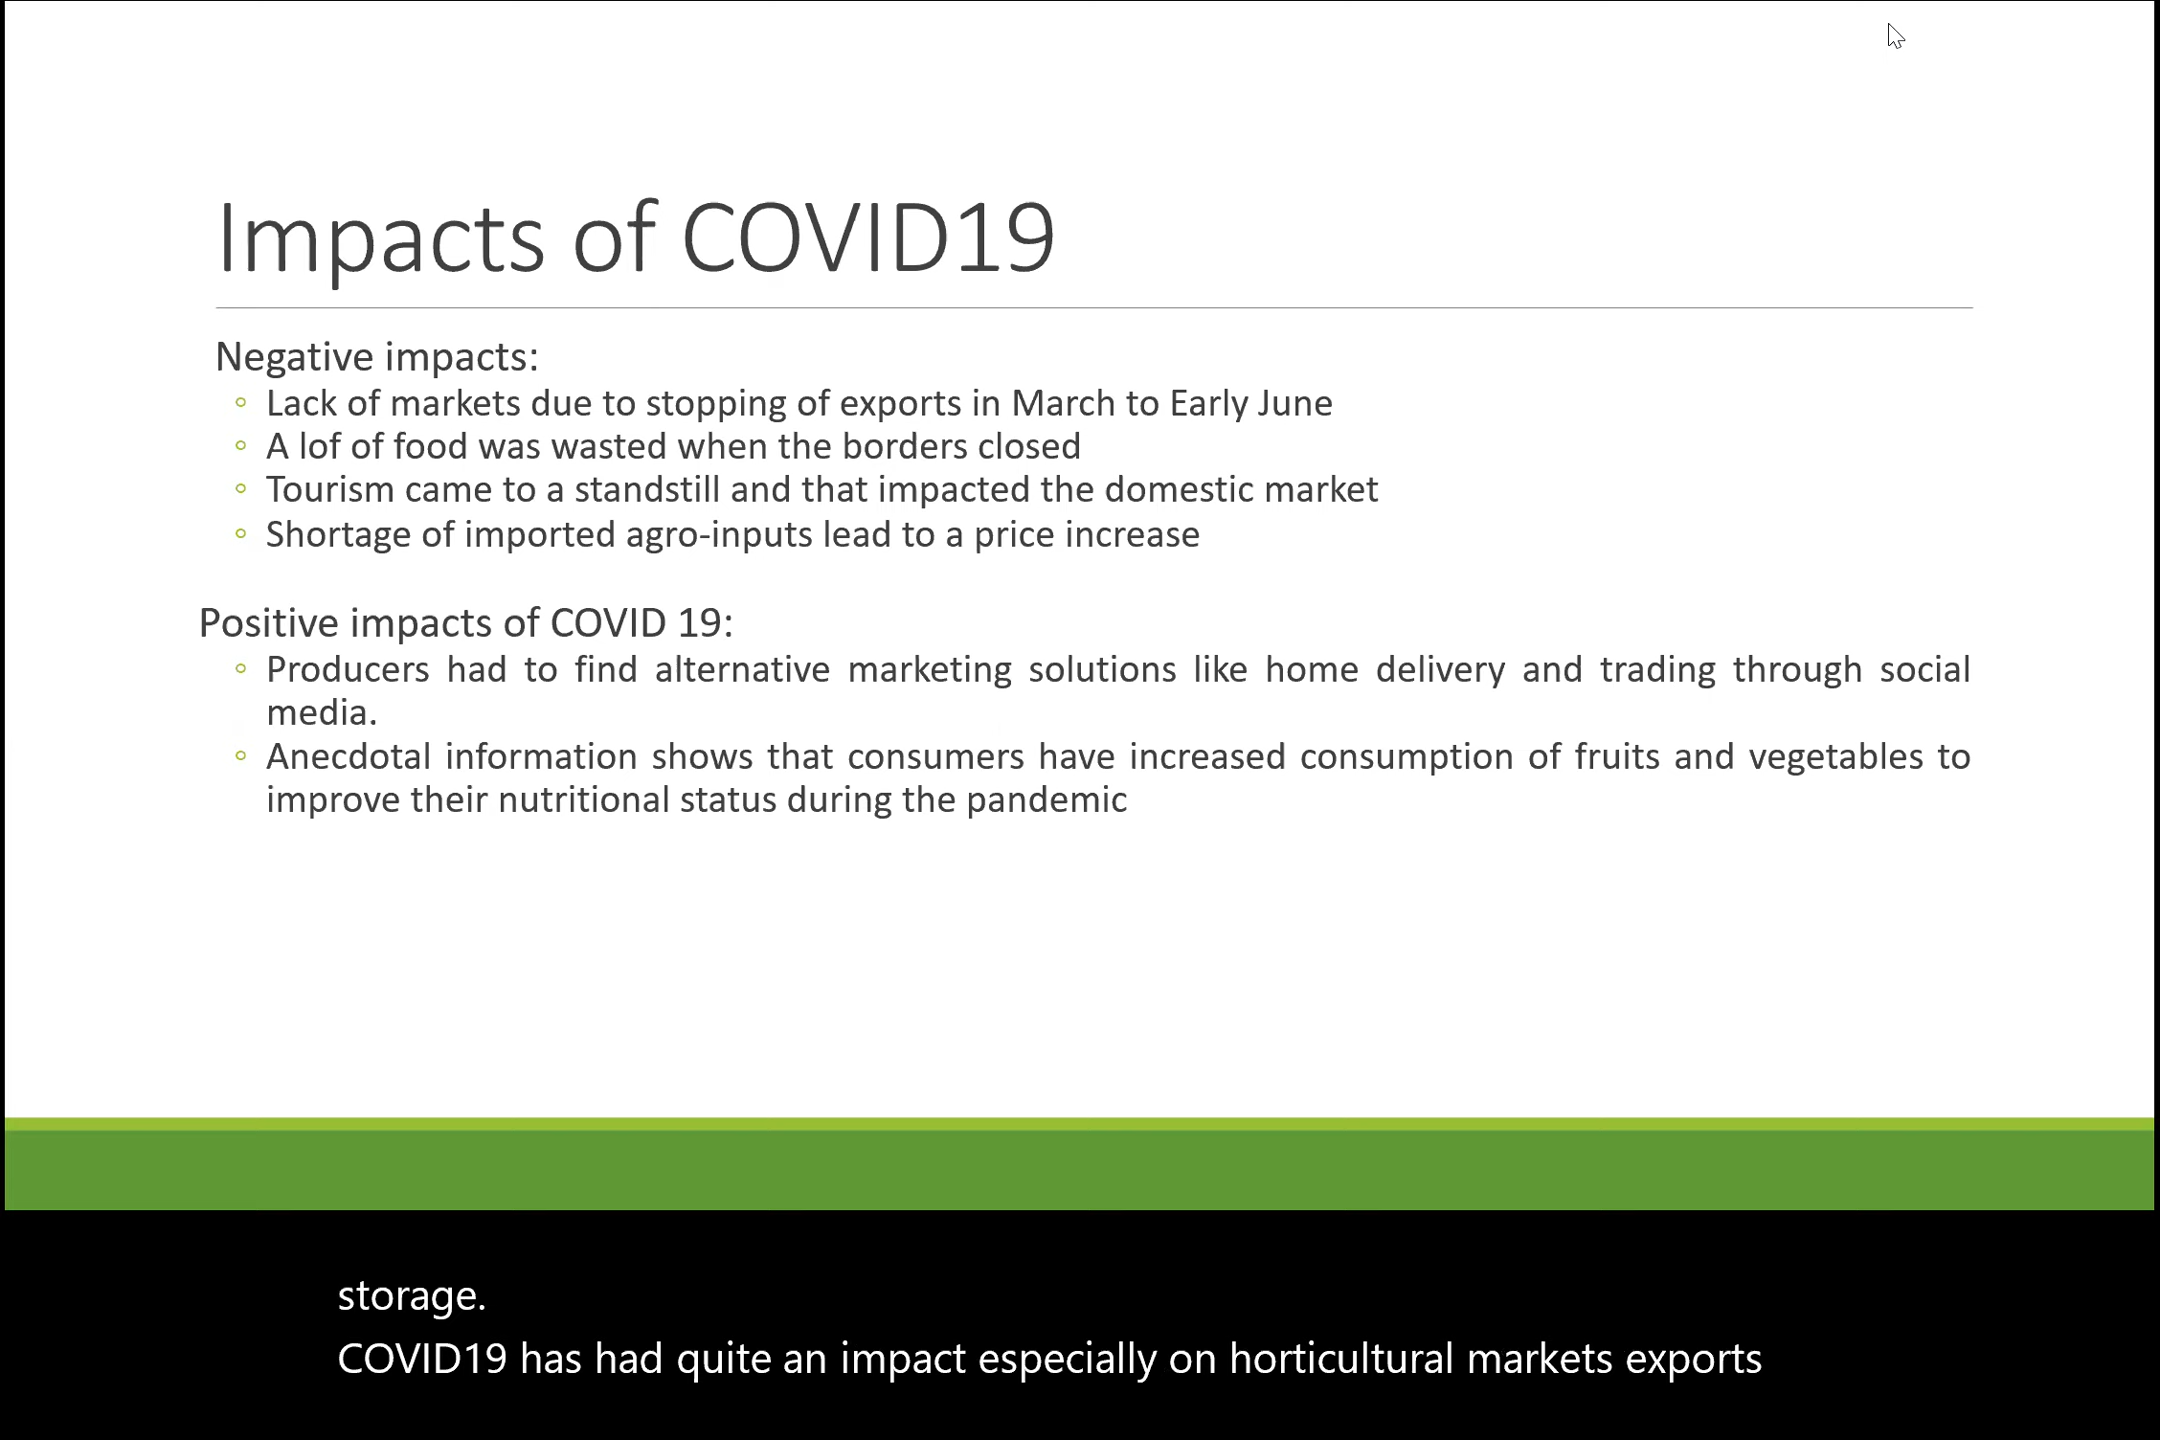 Impacts of COVID19
Negative impacts:
◦ Lack of markets due to stopping of exports in March to Early June
◦ A lof of food was wasted when the borders closed
◦ Tourism came to a standstill and that impacted the domestic market
◦ Shortage of imported agro-inputs lead to a price increase
Positive impacts of COVID 19:
◦ Producers had to find alternative marketing solutions like home delivery and trading through social
media.
◦ Anecdotal information shows that consumers have increased consumption of fruits and vegetables to
improve their nutritional status during the pandemic
storage.
COVID19 has had quite an impact especially on horticultural markets exports